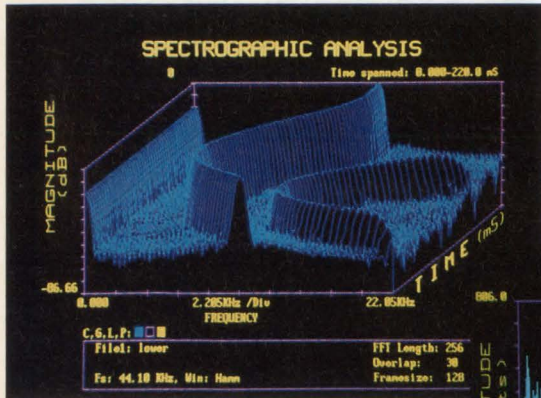 SPECTROGRAPHIC ANALYSIS
0
Time spanned: 0.000-220.0 mS
MAGNITUDE
(dB)
-86.66
0.000
2.205KHz /Div
22.05KHz
FREQUENCY
TIME (mS)
806.0
C,G,L,P:
File1: lower
FFT Length: 256
Overlap: 30
Fs: 44.10 KHz, Win: Hamm
Framesize: 128